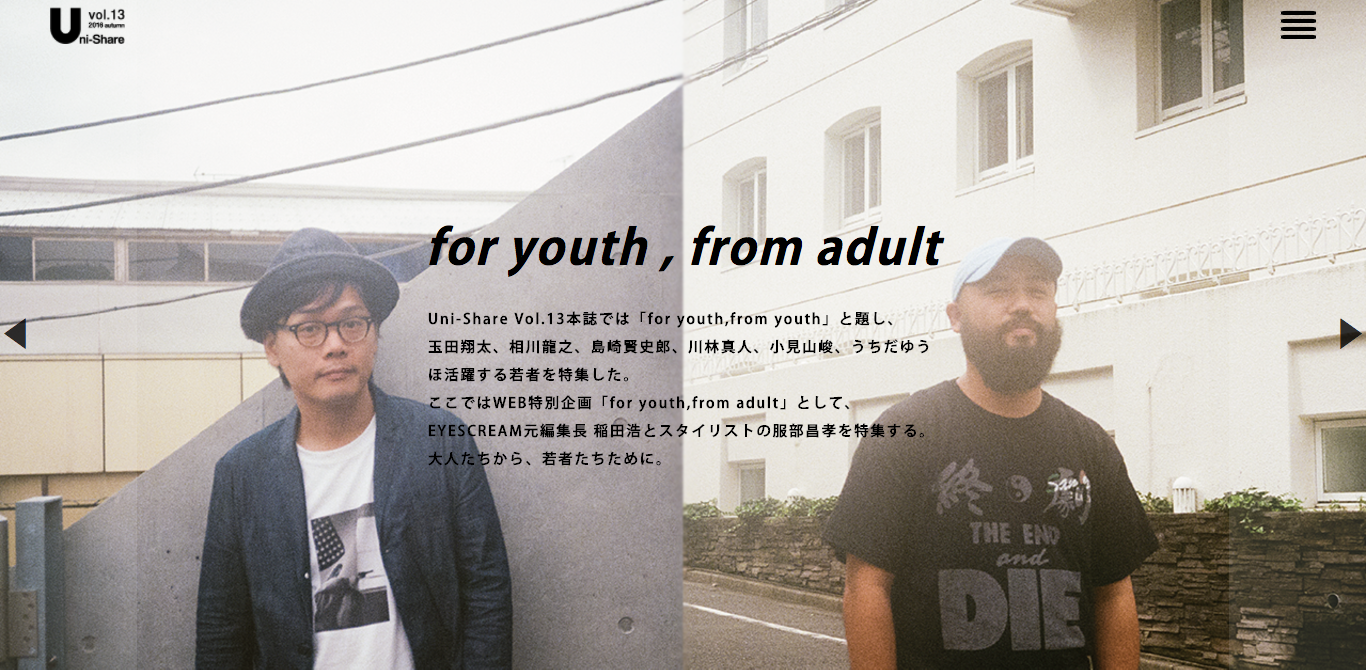 U
vol.13
2016 autumn
ni-Share
for youth , from adult
Uni-Share Vol.13本誌では「for youth,from youth」と題し、
玉田翔太、相川龍之、島崎賢史郎、川林真人、小見山峻、うちだゆう
ほ活躍する若者を特集した。
ここではWEB特別企画「for youth,from adult」として、
EYESCREAM元編集長 稲田浩とスタイリストの服部昌孝を特集する。
大人たちから、若者たちために。
終
劇
THE END
and
DIE